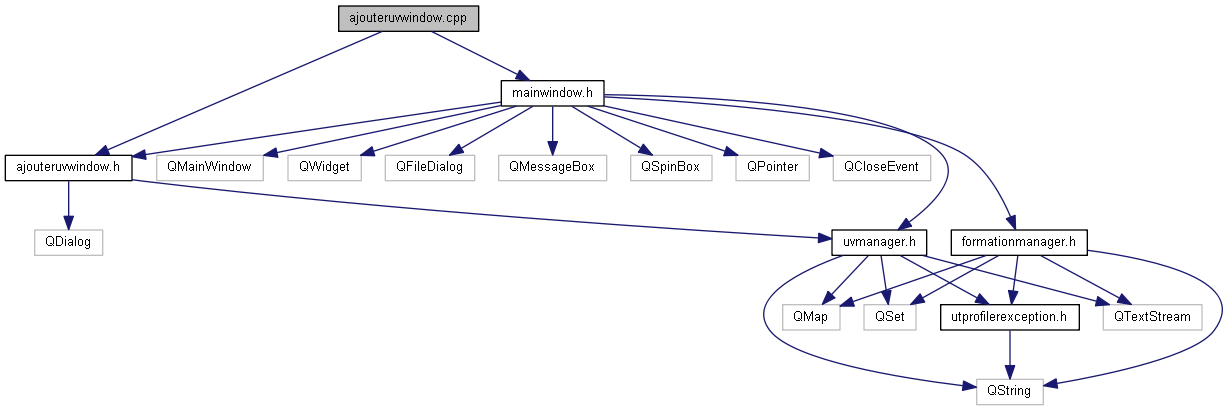 ajouteruvwindow.cpp
mainwindow.h
ajouteruvwindow.h
QMainWindow
QWidget
QFileDialog
QMessageBox
QSpinBox
QPointer
QCloseEvent
QDialog
uvmanager.h
formationmanager.h
QMap
QSet
utprofilerexception.h
QTextStream
QString